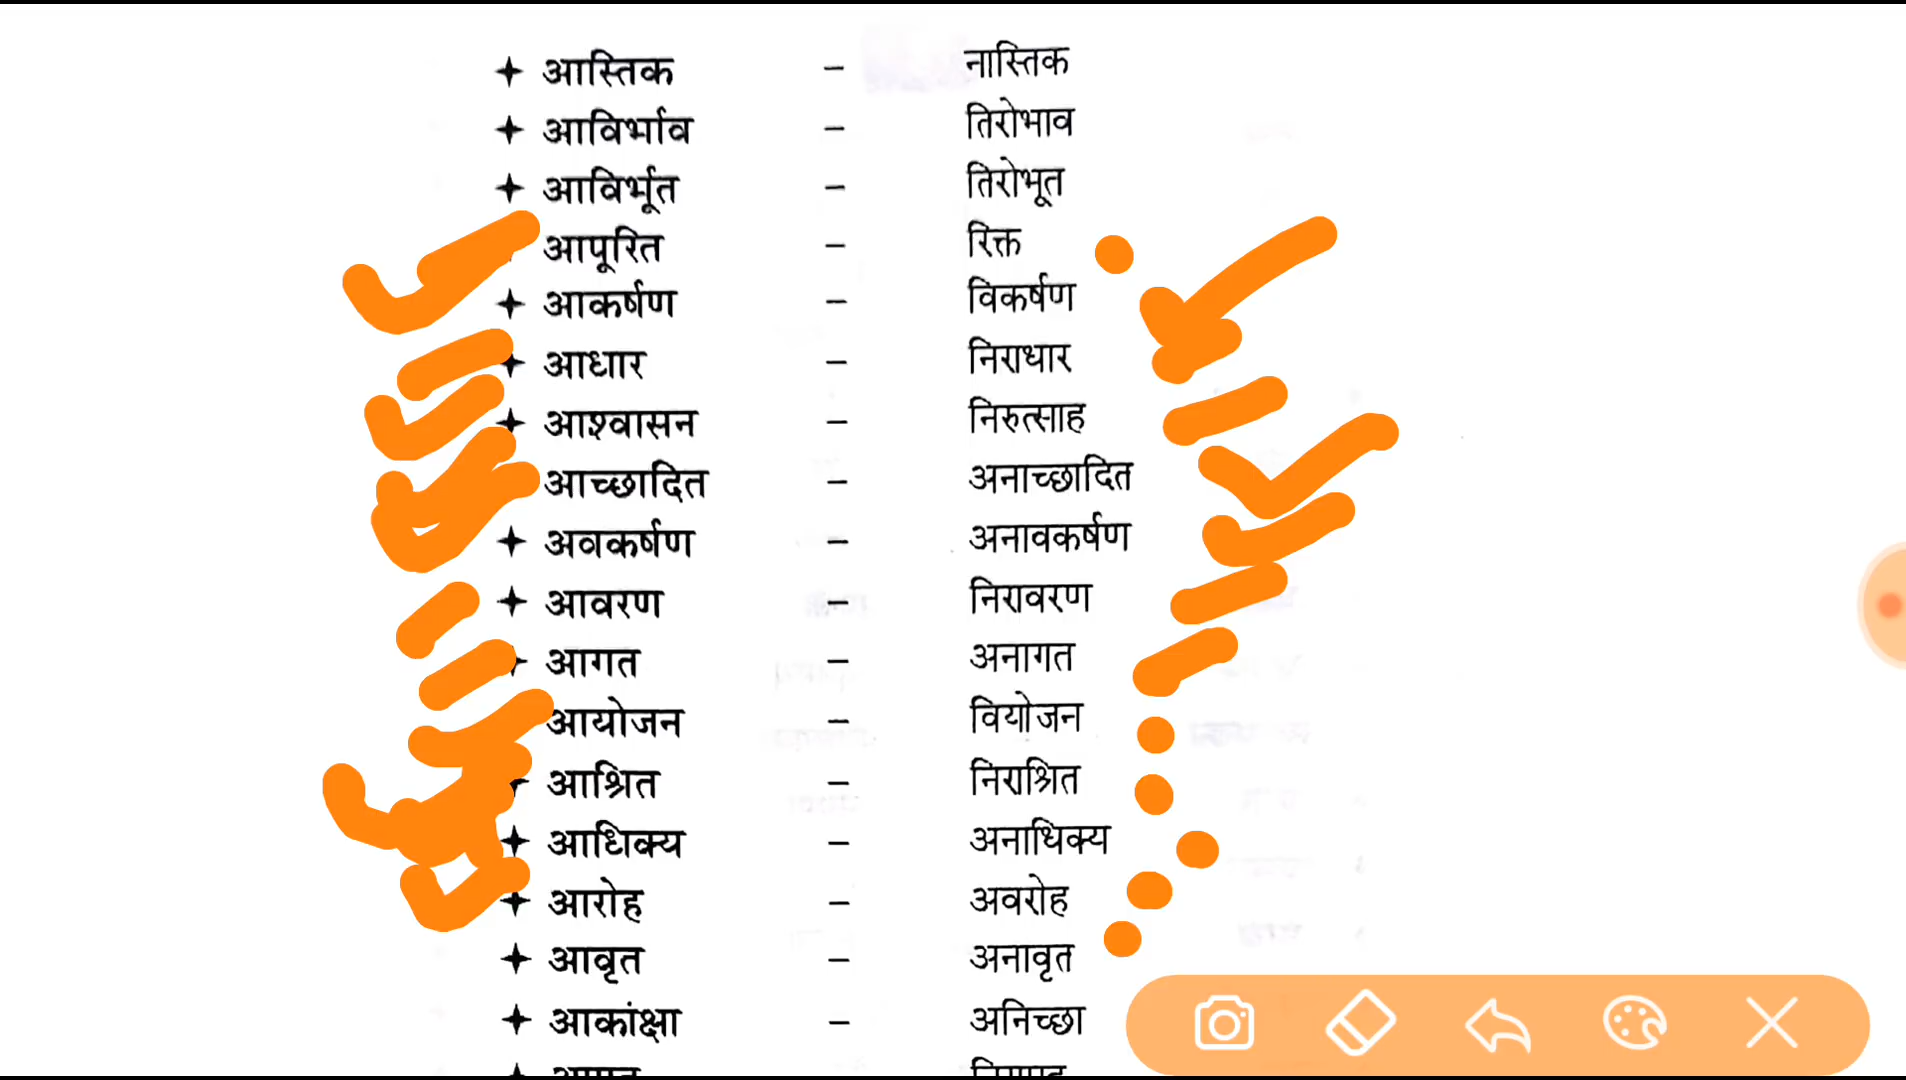 आस्तिक – नास्तिक
आविर्भाव – तिरोभाव
आविर्भूत – तिरोभूत
आपूरित – रिक्त
आकर्षण – विकर्षण
आधार – निराधार
आश्वासन – निरुत्साह
आच्छादित – अनाच्छादित
अवकर्षण – अनावकर्षण
आवरण – निरावरण
आगत – अनागत
आयोजन – वियोजन
आश्रित – निराश्रित
आधिक्य – अनाधिक्य
आरोह – अवरोह
आवृत – अनावृत
आकांक्षा – अनिच्छा